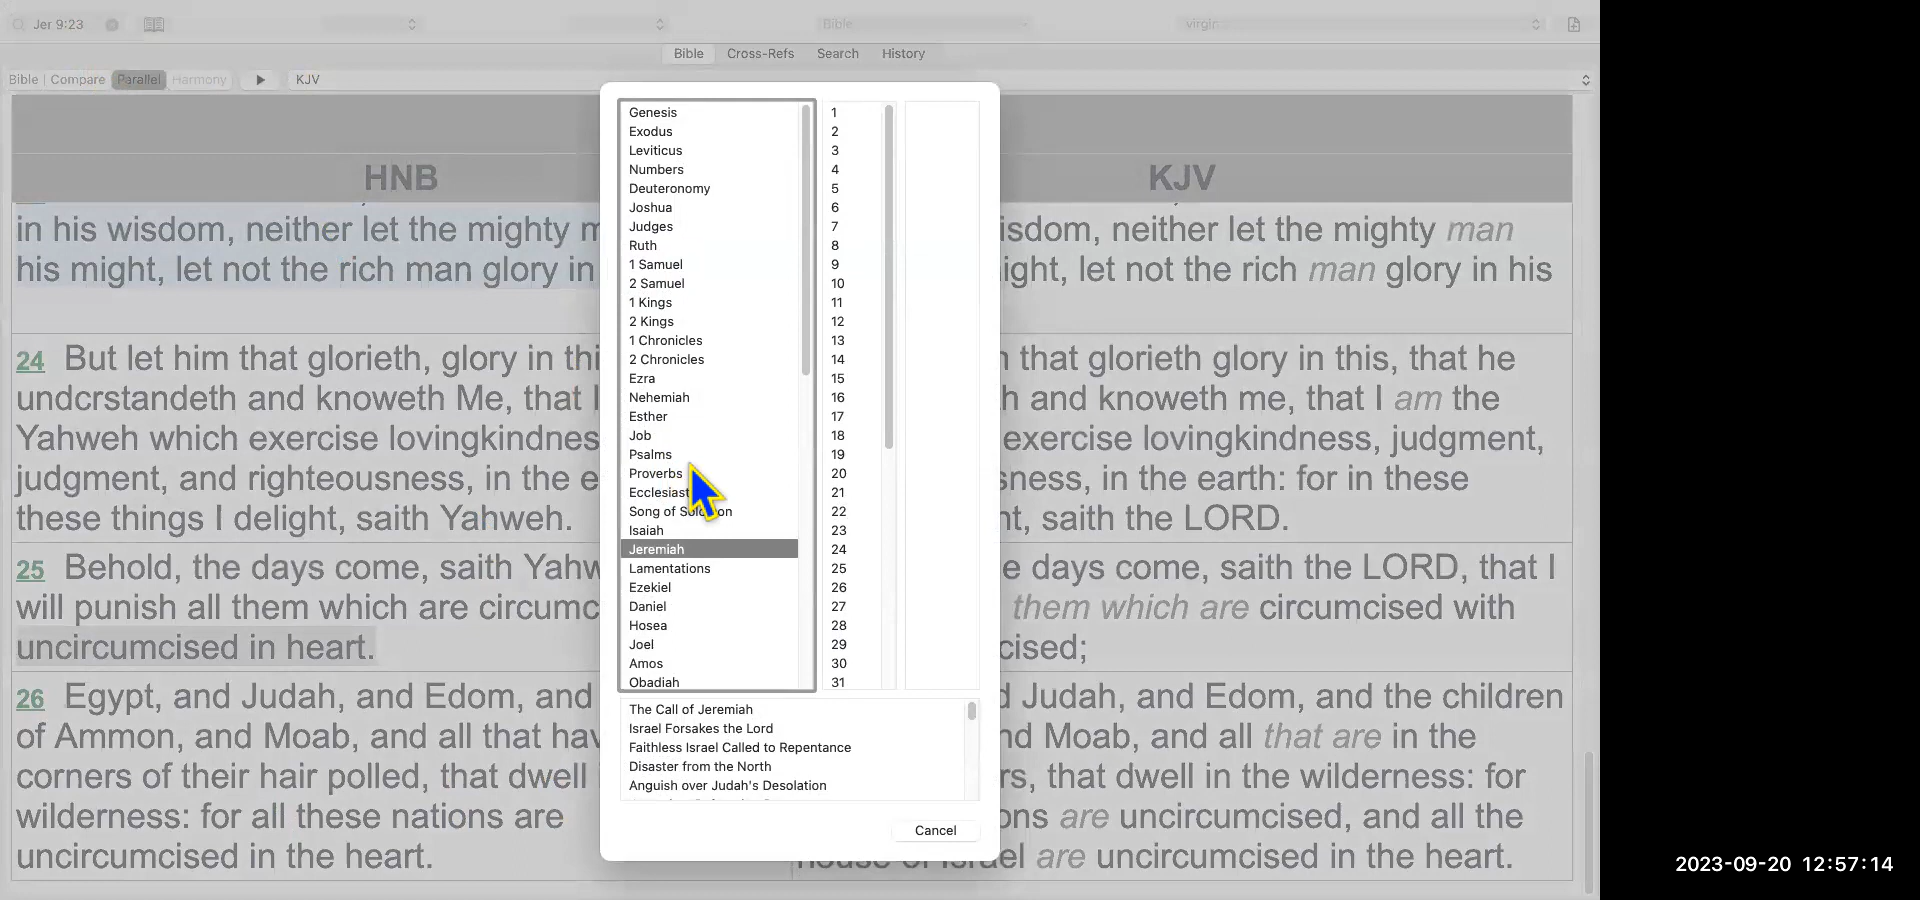 Jer 9:23
Bible
virgin
Bible Cross-Refs Search History
Bible | Compare Parallel Harmony KJV
HNB KJV
in his wisdom, neither let the mighty m
his might, let not the rich man glory in
24 But let him that glorieth, glory in thi
undcrstandeth and knoweth Me, that I
Yahweh which exercise lovingkindnes
judgment, and righteousness, in the e
these things I delight, saith Yahweh.
25 Behold, the days come, saith Yahw
will punish all them which are circumc
uncircumcised in heart.
26 Egypt, and Judah, and Edom, and
of Ammon, and Moab, and all that hav
corners of their hair polled, that dwell
wilderness: for all these nations are
uncircumcised in the heart.
Genesis
Exodus
Leviticus
Numbers
Deuteronomy
Joshua
Judges
Ruth
1 Samuel
2 Samuel
1 Kings
2 Kings
1 Chronicles
2 Chronicles
Ezra
Nehemiah
Esther
Job
Psalms
Proverbs
Ecclesiast
Song of Solomon
Isaiah
Jeremiah
Lamentations
Ezekiel
Daniel
Hosea
Joel
Amos
Obadiah
1
2
3
4
5
6
7
8
9
10
11
12
13
14
15
16
17
18
19
20
21
22
23
24
25
26
27
28
29
30
31
The Call of Jeremiah
Israel Forsakes the Lord
Faithless Israel Called to Repentance
Disaster from the North
Anguish over Judah's Desolation
Cancel
isdom, neither let the mighty man
ight, let not the rich man glory in his
that glorieth glory in this, that he
h and knoweth me, that I am the
exercise lovingkindness, judgment,
sness, in the earth: for in these
nt, saith the LORD.
e days come, saith the LORD, that I
them which are circumcised with
cised;
d Judah, and Edom, and the children
nd Moab, and all that are in the
rs, that dwell in the wilderness: for
ons are uncircumcised, and all the
house of Israel are uncircumcised in the heart.
2023-09-20 12:57:14